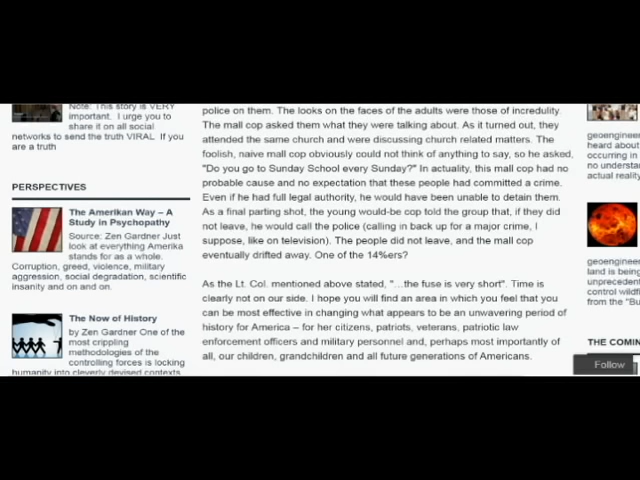 Note: This story is VERY
important.  I urge you to
share it on all social
networks to send the truth VIRAL  If you
are a truth
PERSPECTIVES
The Amerikan Way – A
Study in Psychopathy
Source: Zen Gardner Just
look at everything Amerika
stands for as a whole.
Corruption, greed, violence, military
aggression, social degradation, scientific
insanity and on and on.
The Now of History
by Zen Gardner One of the
most crippling
methodologies of the
controlling forces is locking
humanity into cleverly devised contexts
police on them. The looks on the faces of the adults were those of incredulity.
The mall cop asked them what they were talking about. As it turned out, they
attended the same church and were discussing church related matters. The
foolish, naive mall cop obviously could not think of anything to say, so he asked,
"Do you go to Sunday School every Sunday?" In actuality, this mall cop had no
probable cause and no expectation that these people had committed a crime.
Even if he had full legal authority, he would have been unable to detain them.
As a final parting shot, the young would-be cop told the group that, if they did
not leave, he would call the police (calling in back up for a major crime, I
suppose, like on television). The people did not leave, and the mall cop
eventually drifted away. One of the 14%ers?
As the Lt. Col. mentioned above stated, "…the fuse is very short". Time is
clearly not on our side. I hope you will find an area in which you feel that you
can be most effective in changing what appears to be an unwavering period of
history for America – for her citizens, patriots, veterans, patriotic law
enforcement officers and military personnel and, perhaps most importantly of
all, our children, grandchildren and all future generations of Americans.
geoengineer
heard about
occurring in
no understa
actual reality
geoengineer
land is being
unprecedent
control wildfi
from the "Bu
THE COMIN
Follow